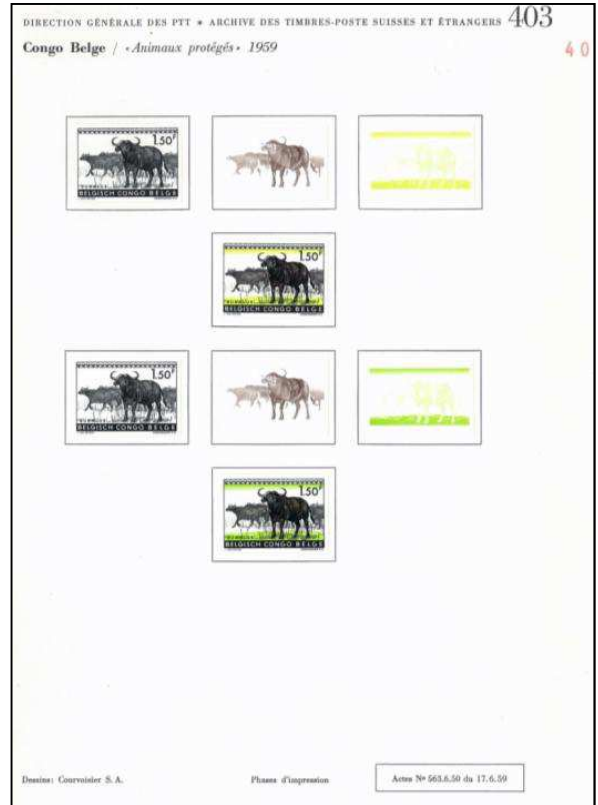 DIRECTION GÉNÉRALE DES PTT * ARCHIVE DES TIMBRES-POSTE SUISSES ET ÉTRANGERS 403
Congo Belge / «Animaux protégés» 1959
40
1.50F
BELGISCH CONGO BELGE
1.50F
BELGISCH CONGO BELGE
1.50F
BELGISCH CONGO BELGE
1.50F
BELGISCH CONGO BELGE
Dessins: Courvoisier S. A.
Phases d'impression
Actes Nº 563.6.50 du 17.6.59